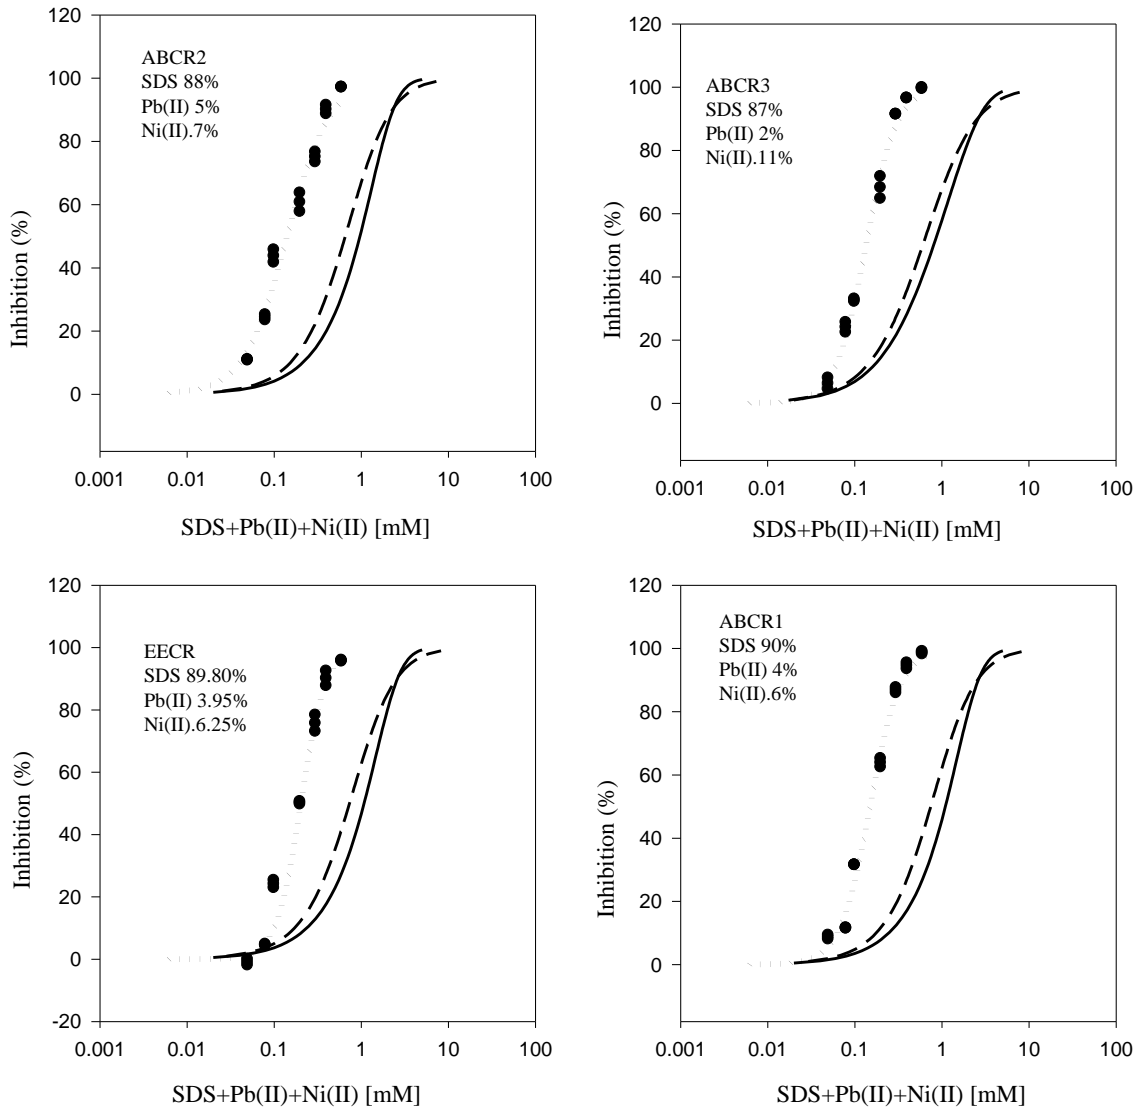 120
100
80
60
40
20
0
Inhibition (%)
ABCR2
SDS 88%
Pb(II) 5%
Ni(II).7%
0.001 0.01 0.1 1 10 100
SDS+Pb(II)+Ni(II) [mM]
120
100
80
60
40
20
0
Inhibition (%)
ABCR3
SDS 87%
Pb(II) 2%
Ni(II).11%
0.001 0.01 0.1 1 10 100
SDS+Pb(II)+Ni(II) [mM]
120
100
80
60
40
20
0
-20
Inhibition (%)
EECR
SDS 89.80%
Pb(II) 3.95%
Ni(II).6.25%
0.001 0.01 0.1 1 10 100
SDS+Pb(II)+Ni(II) [mM]
120
100
80
60
40
20
0
Inhibition (%)
ABCR1
SDS 90%
Pb(II) 4%
Ni(II).6%
0.001 0.01 0.1 1 10 100
SDS+Pb(II)+Ni(II) [mM]